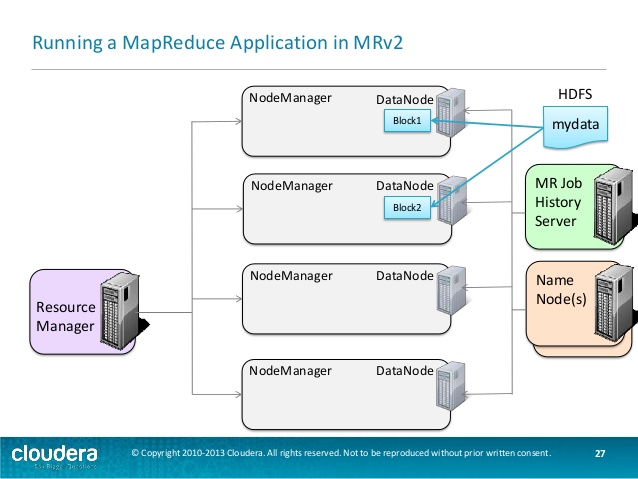 Running a MapReduce Application in MRv2
NodeManager
DataNode
Block1
HDFS
mydata
NodeManager
DataNode
Block2
MR Job
History
Server
NodeManager
DataNode
Name
Node(s)
Resource
Manager
NodeManager
DataNode
cloudera
© Copyright 2010-2013 Cloudera. All rights reserved. Not to be reproduced without prior written consent.
27